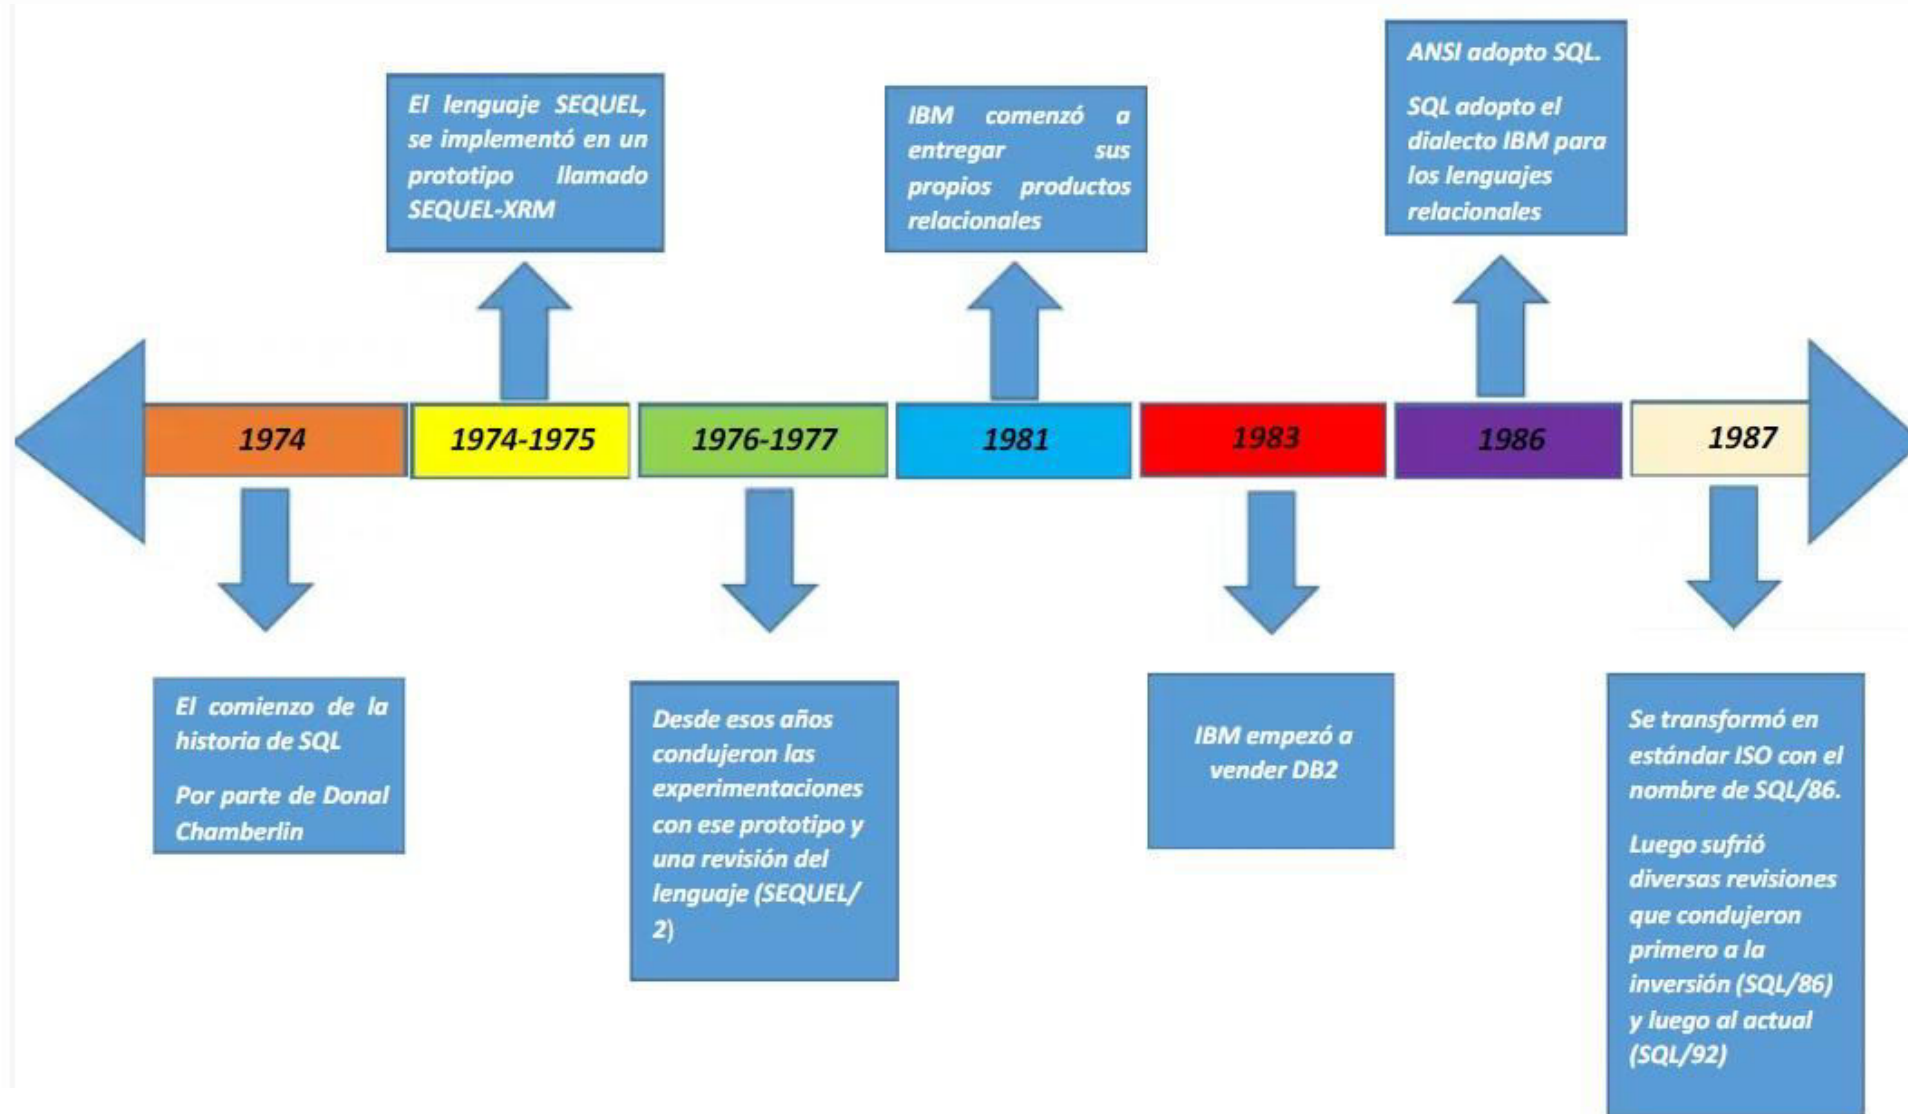 El lenguaje SEQUEL,
se implementó en un
prototipo llamado
SEQUEL-XRM
IBM comenzó a
entregar sus
propios productos
relacionales
ANSI adopto SQL.
SQL adopto el
dialecto IBM para
los lenguajes
relacionales
1974
1974-1975
1976-1977
1981
1983
1986
1987
El comienzo de la
historia de SQL
Por parte de Donal
Chamberlin
Desde esos años
condujeron las
experimentaciones
con ese prototipo y
una revisión del
lenguaje (SEQUEL/
2)
IBM empezó a
vender DB2
Se transformó en
estándar ISO con el
nombre de SQL/86.
Luego sufrió
diversas revisiones
que condujeron
primero a la
inversión (SQL/86)
y luego al actual
(SQL/92)